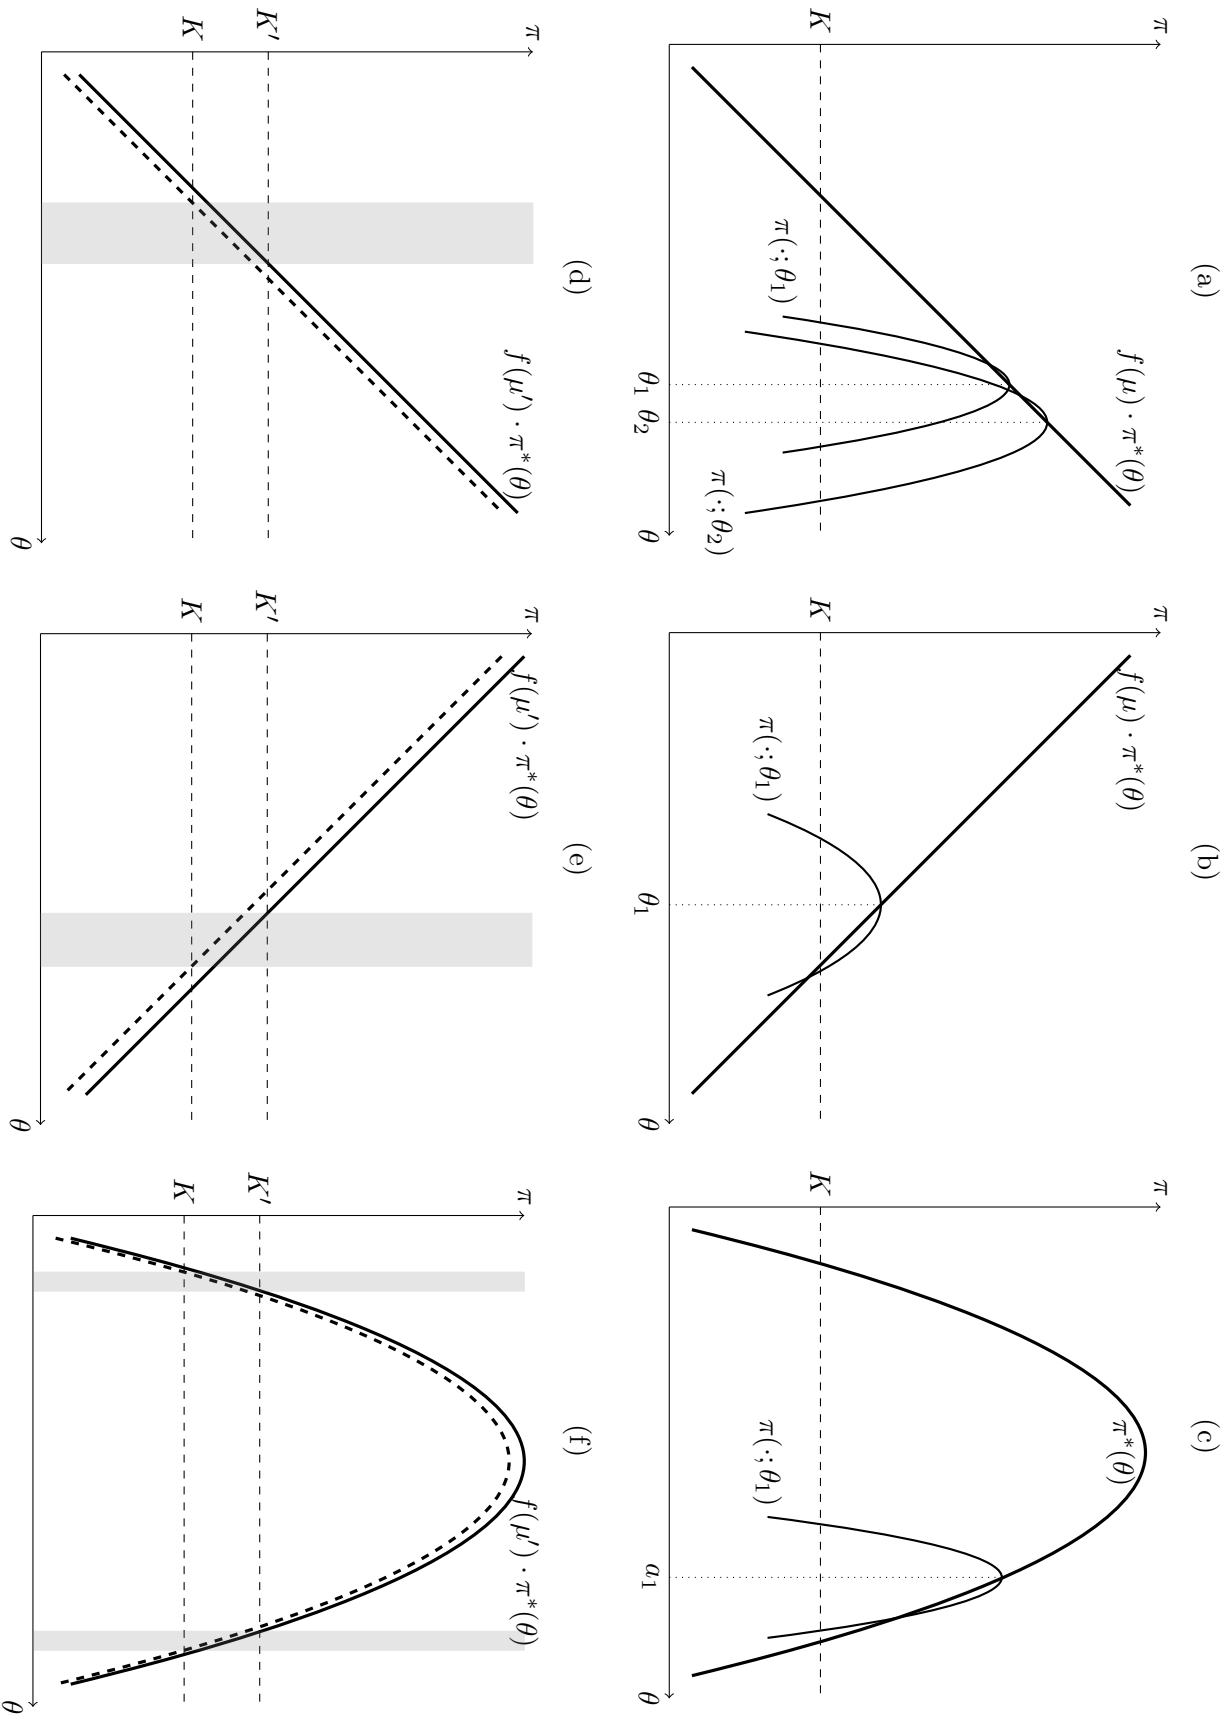 (a)
π
f(μ) · π*(θ)
K
π(·; θ₁)
π(·; θ₂)
θ₁
θ₂
θ
(b)
π
f(μ) · π*(θ)
K
π(·; θ₁)
θ₁
θ
(c)
π
π*(θ)
K
π(·; θ₁)
a₁
θ
(d)
π
f(μ′) · π*(θ)
K′
K
θ
(e)
π
f(μ′) · π*(θ)
K′
K
θ
(f)
π
f(μ′) · π*(θ)
K′
K
θ